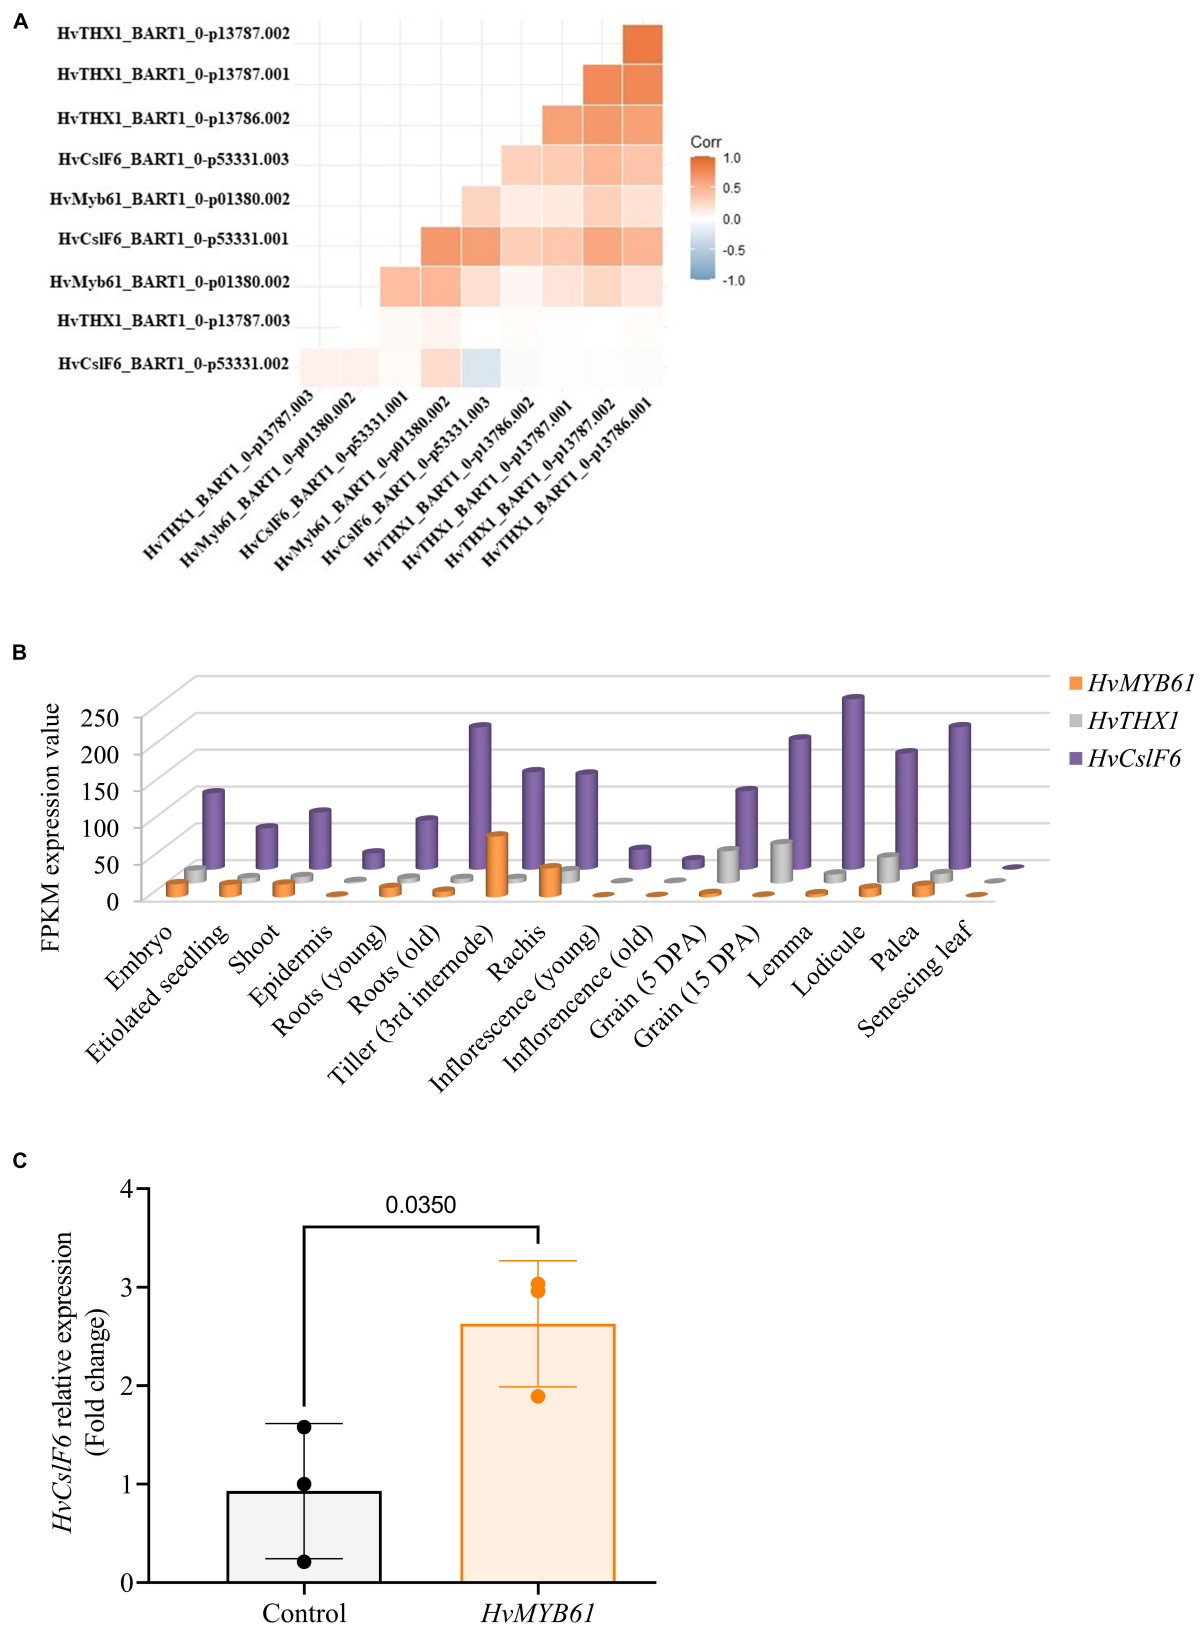 A
HvTHX1_BART1_0-p13787.002
HvTHX1_BART1_0-p13787.001
HvTHX1_BART1_0-p13786.002
HvCslF6_BART1_0-p53331.003
HvMyb61_BART1_0-p01380.002
HvCslF6_BART1_0-p53331.001
HvMyb61_BART1_0-p01380.002
HvTHX1_BART1_0-p13787.003
HvCslF6_BART1_0-p53331.002
HvTHX1_BART1_0-p13787.003
HvMyb61_BART1_0-p01380.002
HvCslF6_BART1_0-p53331.001
HvMyb61_BART1_0-p01380.002
HvCslF6_BART1_0-p53331.003
HvTHX1_BART1_0-p13786.002
HvTHX1_BART1_0-p13787.001
HvTHX1_BART1_0-p13787.002
HvTHX1_BART1_0-p13786.001
Corr
1.0
0.5
0.0
-0.5
-1.0
B
FPKM expression value
250
200
150
100
50
0
Embryo
Etiolated seedling
Shoot
Epidermis
Roots (young)
Roots (old)
Tiller (3rd internode)
Rachis
Inflorescence (young)
Inflorencence (old)
Grain (5 DPA)
Grain (15 DPA)
Lemma
Lodicule
Palea
Senescing leaf
HvMYB61
HvTHX1
HvCslF6
C
HvCslF6 relative expression
(Fold change)
4
3
2
1
0
0.0350
Control
HvMYB61